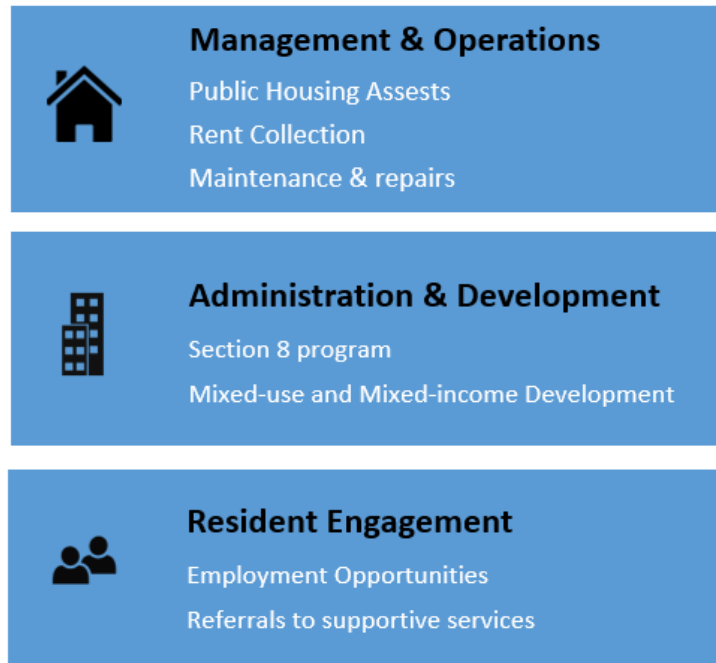 Management & Operations
Public Housing Assests
Rent Collection
Maintenance & repairs
Administration & Development
Section 8 program
Mixed-use and Mixed-income Development
Resident Engagement
Employment Opportunities
Referrals to supportive services